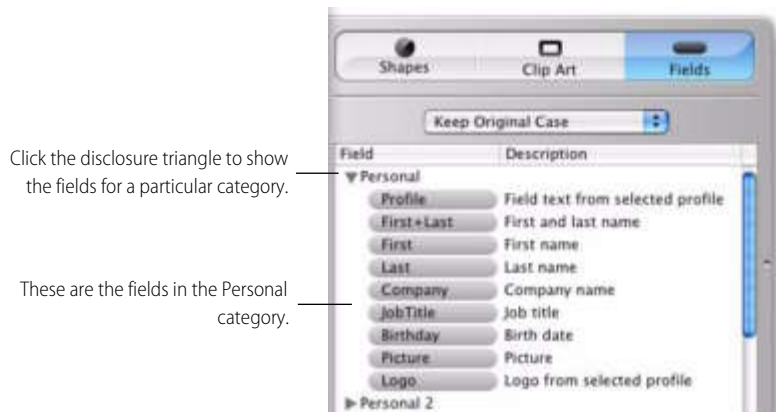 Shapes
Clip Art
Fields
Keep Original Case
Field Description
Click the disclosure triangle to show
the fields for a particular category.
Personal
Profile Field text from selected profile
First+Last First and last name
First First name
Last Last name
These are the fields in the Personal
category.
Company Company name
JobTitle Job title
Birthday Birth date
Picture Picture
Logo Logo from selected profile
Personal 2